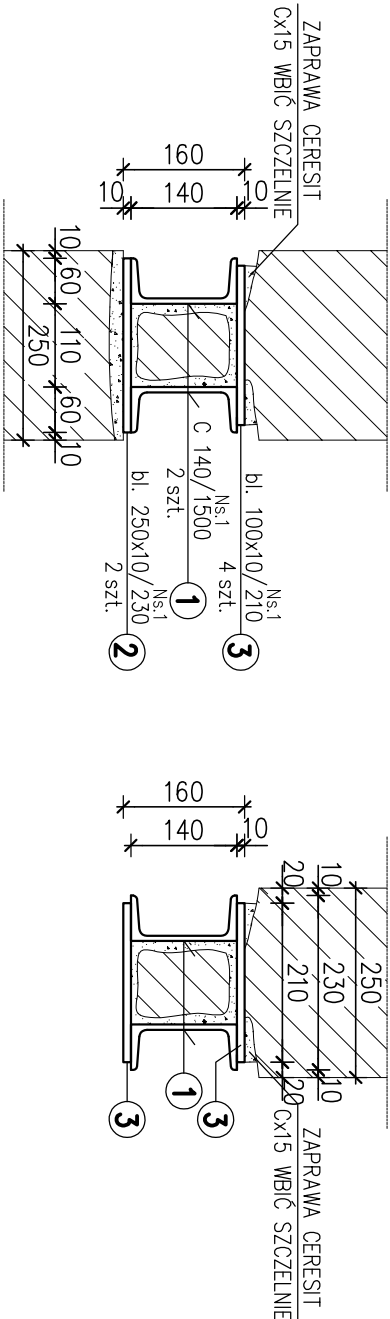 ZAPRAWA CERESIT
Cx15 WBIĆ SZCZELNIE
160
10
140
10
10
60
110
60
10
250
Ns.1
bl. 100x10/210
4 szt.
3
Ns.1
C 140/1500
2 szt.
1
Ns.1
bl. 250x10/230
2 szt.
2
160
140
10
250
10
230
10
20
210
20
ZAPRAWA CERESIT
Cx15 WBIĆ SZCZELNIE
3
1
3